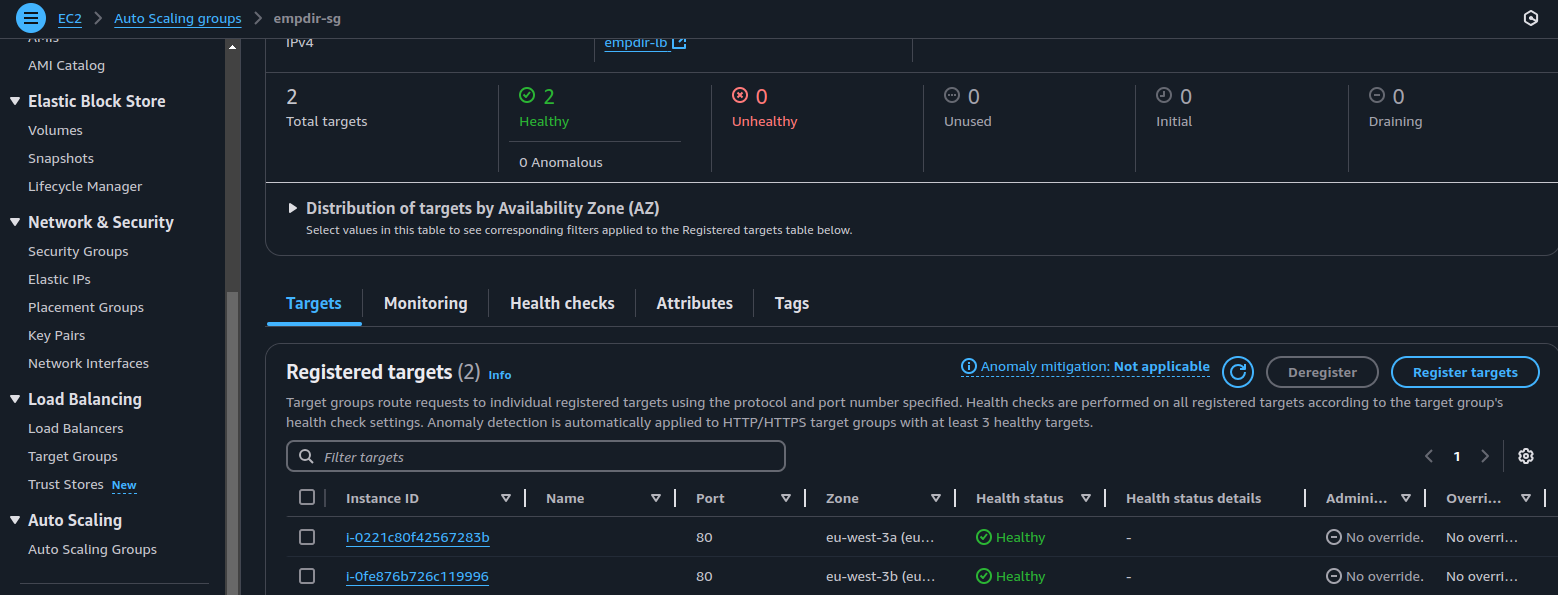 EC2 Auto Scaling groups empdir-sg
AMIs
AMI Catalog
Elastic Block Store
Volumes
Snapshots
Lifecycle Manager
Network & Security
Security Groups
Elastic IPs
Placement Groups
Key Pairs
Network Interfaces
Load Balancing
Load Balancers
Target Groups
Trust Stores New
Auto Scaling
Auto Scaling Groups
IPv4
empdir-lb
2
Total targets
2
Healthy
0 Anomalous
0
Unhealthy
0
Unused
0
Initial
0
Draining
Distribution of targets by Availability Zone (AZ)
Select values in this table to see corresponding filters applied to the Registered targets table below.
Targets Monitoring Health checks Attributes Tags
Registered targets (2) Info
Anomaly mitigation: Not applicable
Deregister
Register targets
Target groups route requests to individual registered targets using the protocol and port number specified. Health checks are performed on all registered targets according to the target group's
health check settings. Anomaly detection is automatically applied to HTTP/HTTPS target groups with at least 3 healthy targets.
Filter targets
1
Instance ID Name Port Zone Health status Health status details Admini... Overri...
i-0221c80f42567283b 80 eu-west-3a (eu... Healthy - No override. No overri...
i-0fe876b726c119996 80 eu-west-3b (eu... Healthy - No override. No overri...